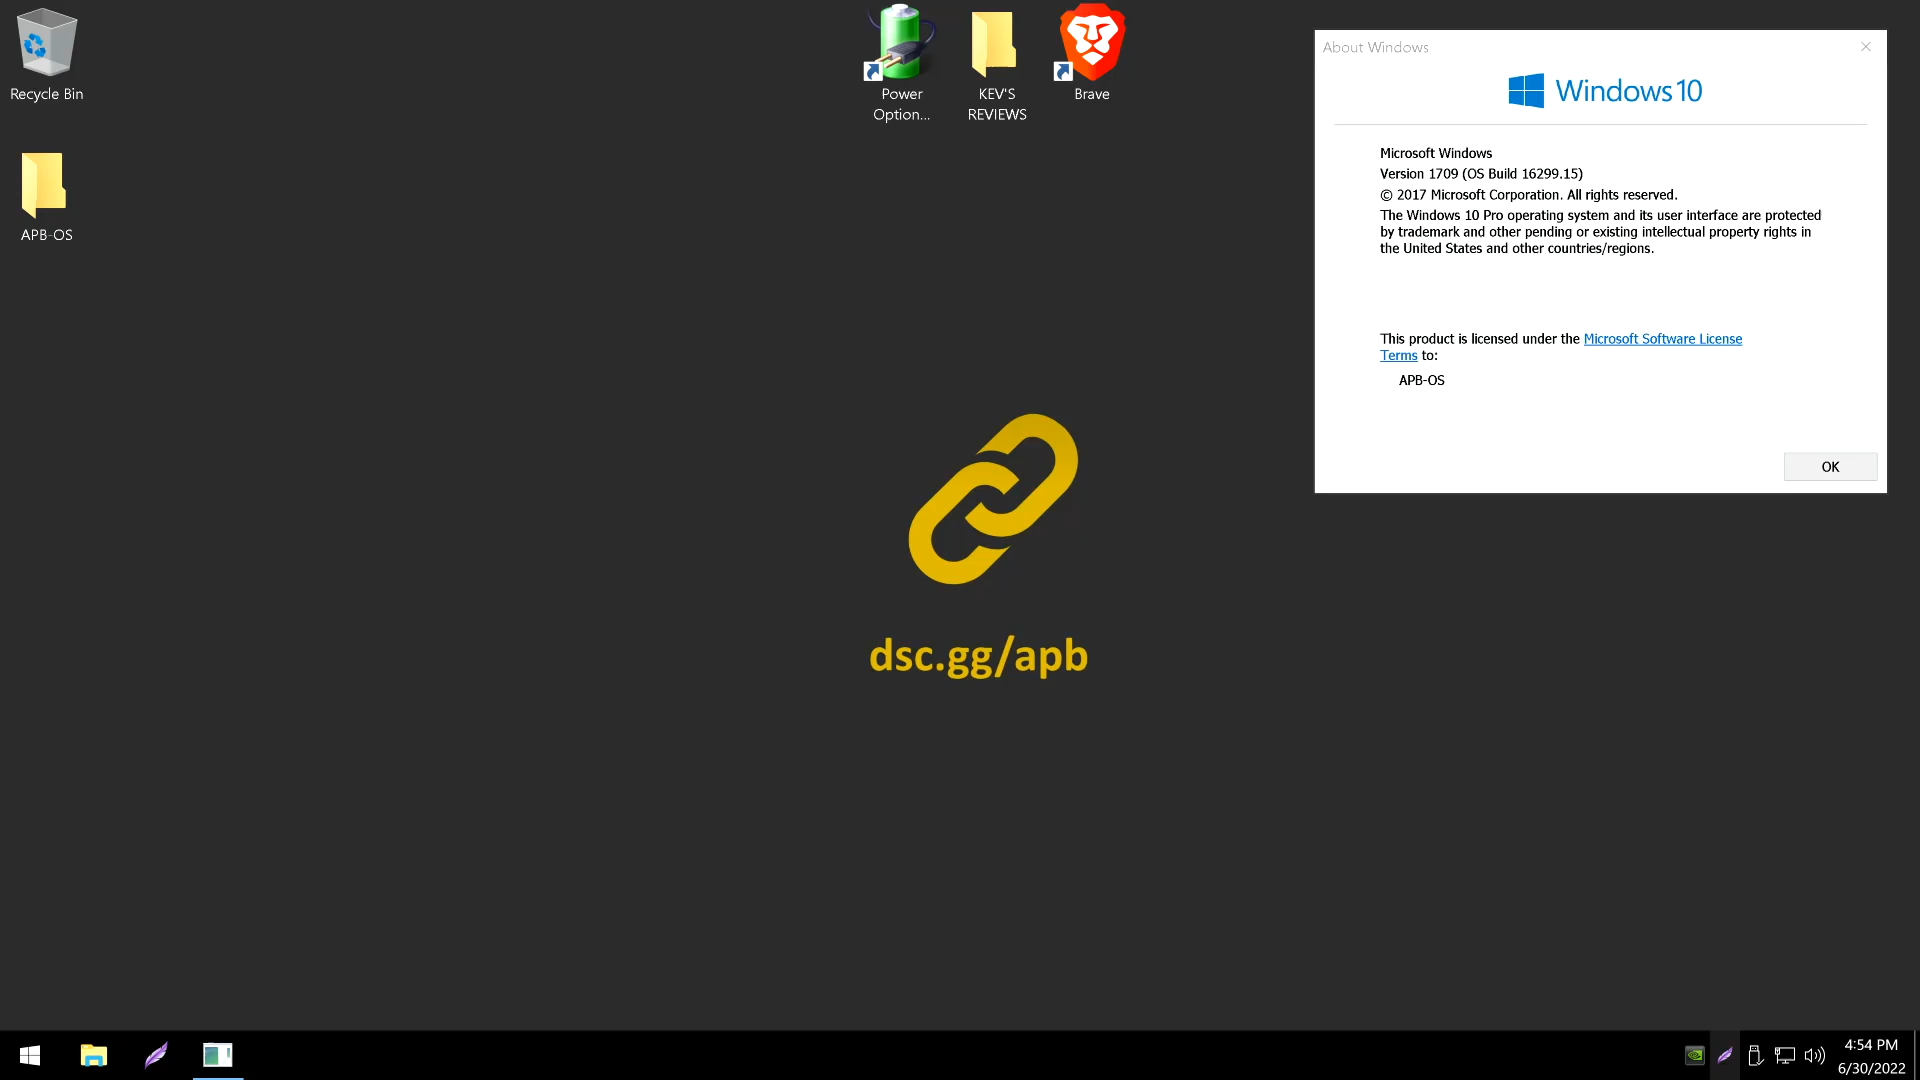 Recycle Bin
APB-OS
Power
Option...
KEV'S
REVIEWS
Brave
About Windows
Windows 10
Microsoft Windows
Version 1709 (OS Build 16299.15)
© 2017 Microsoft Corporation. All rights reserved.
The Windows 10 Pro operating system and its user interface are protected
by trademark and other pending or existing intellectual property rights in
the United States and other countries/regions.
This product is licensed under the Microsoft Software License
Terms to:
APB-OS
OK
dsc.gg/apb
4:54 PM
6/30/2022